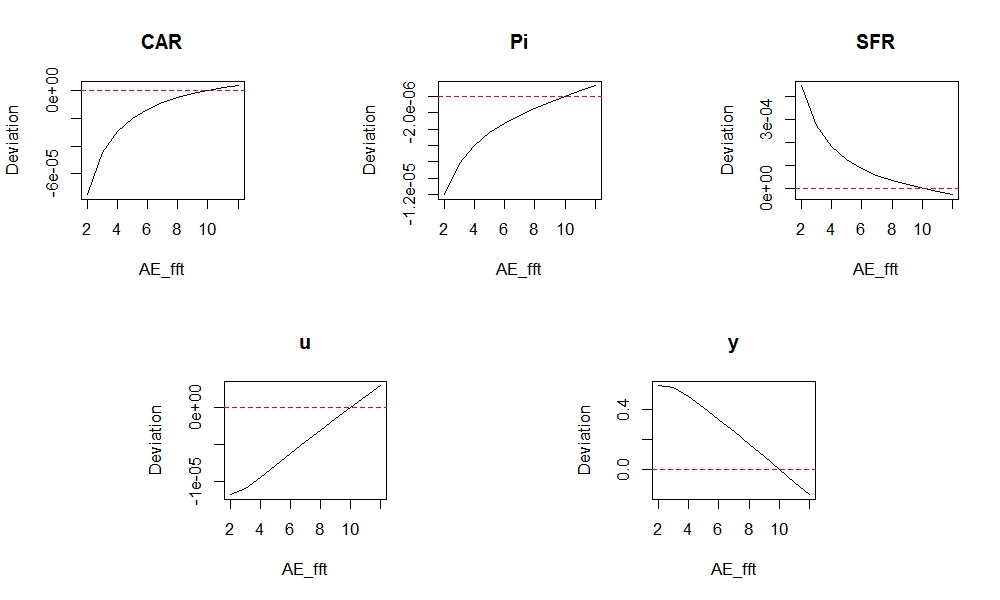 CAR
Deviation
0e+00
-6e-05
2 4 6 8 10
AE_fft
Pi
Deviation
-2.0e-06
-1.2e-05
2 4 6 8 10
AE_fft
SFR
Deviation
3e-04
0e+00
2 4 6 8 10
AE_fft
u
Deviation
0e+00
-1e-05
2 4 6 8 10
AE_fft
y
Deviation
0.4
0.0
2 4 6 8 10
AE_fft